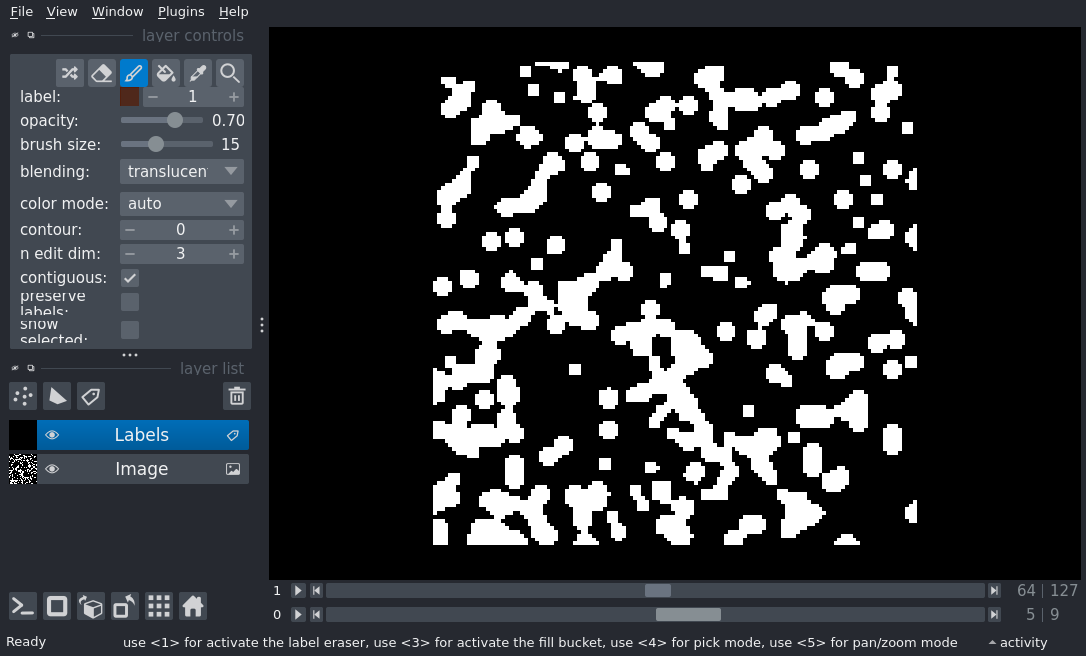 File View Window Plugins Help
layer controls
label: 1
opacity: 0.70
brush size: 15
blending: translucen
color mode: auto
contour: 0
n edit dim: 3
contiguous:
preserve
labels:
show
selected:
layer list
Labels
Image
1 64 | 127
0 5 | 9
Ready use <1> for activate the label eraser, use <3> for activate the fill bucket, use <4> for pick mode, use <5> for pan/zoom mode activity